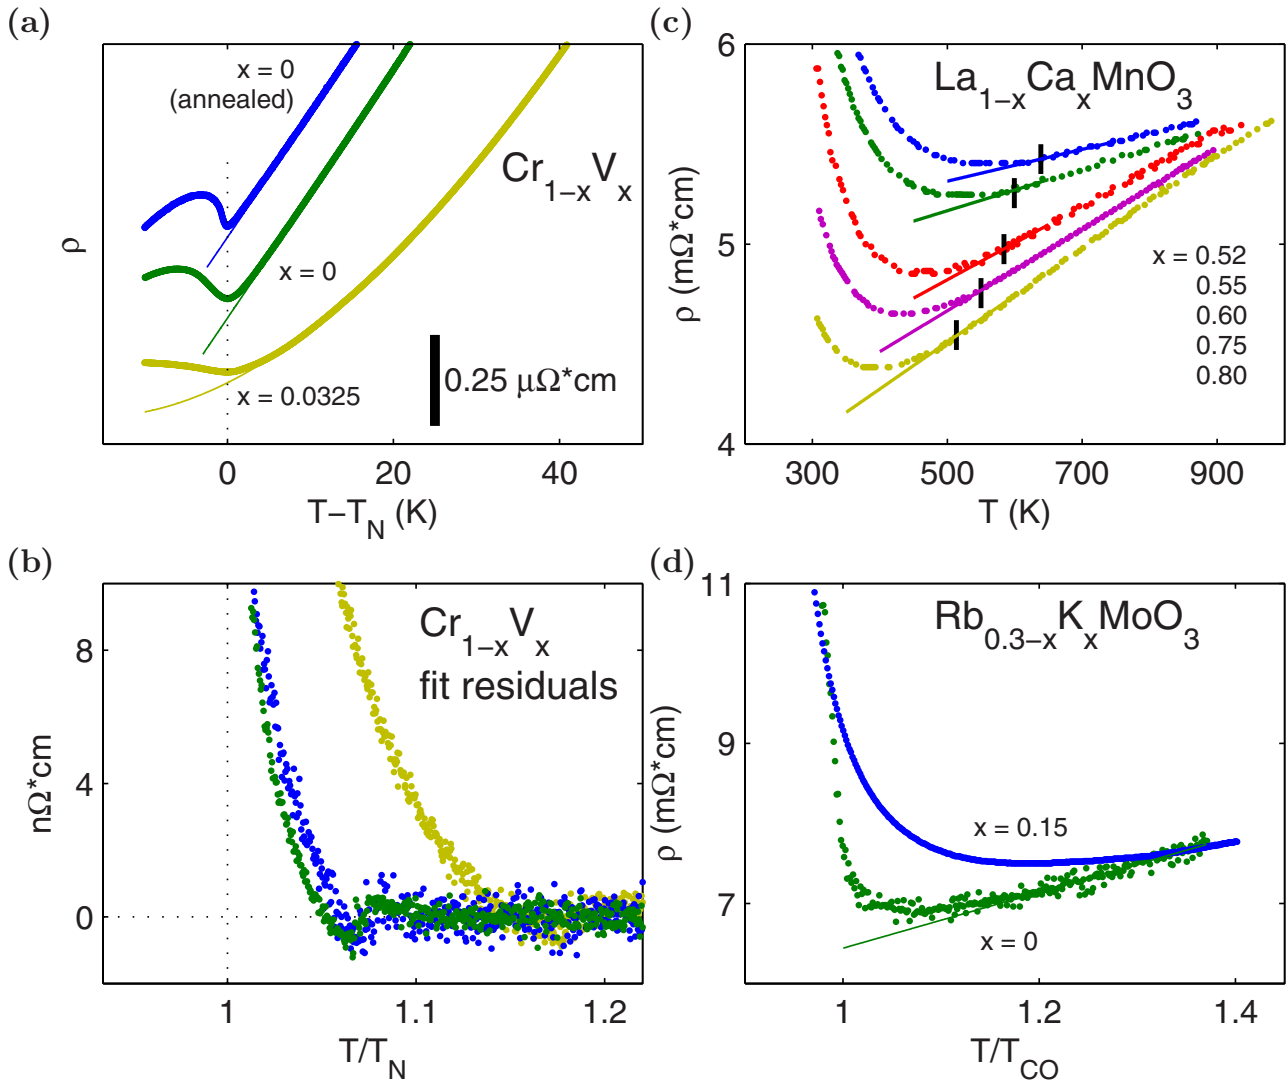 (a)
x = 0
(annealed)
Cr1−xVx
x = 0
x = 0.0325
0.25 μΩ*cm
ρ
0
20
40
T−TN (K)
(c)
6
5
4
La1−xCaxMnO3
x = 0.52
0.55
0.60
0.75
0.80
ρ (mΩ*cm)
300
500
700
900
T (K)
(b)
8
4
0
Cr1−xVx
fit residuals
nΩ*cm
1
1.1
1.2
T/TN
(d)
11
9
7
Rb0.3−xKxMoO3
x = 0.15
x = 0
ρ (mΩ*cm)
1
1.2
1.4
T/TCO